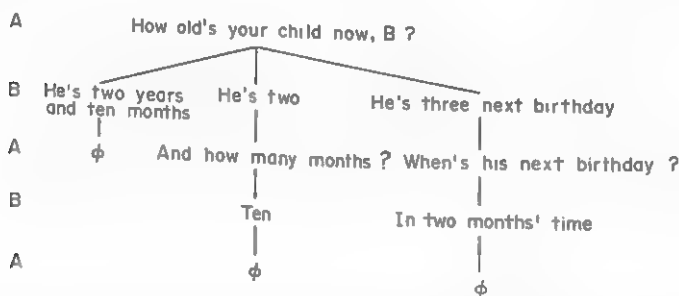 A How old's your child now, B ?
B He's two years and ten months He's two He's three next birthday
A ϕ And how many months ? When's his next birthday ?
B Ten In two months' time
A ϕ ϕ